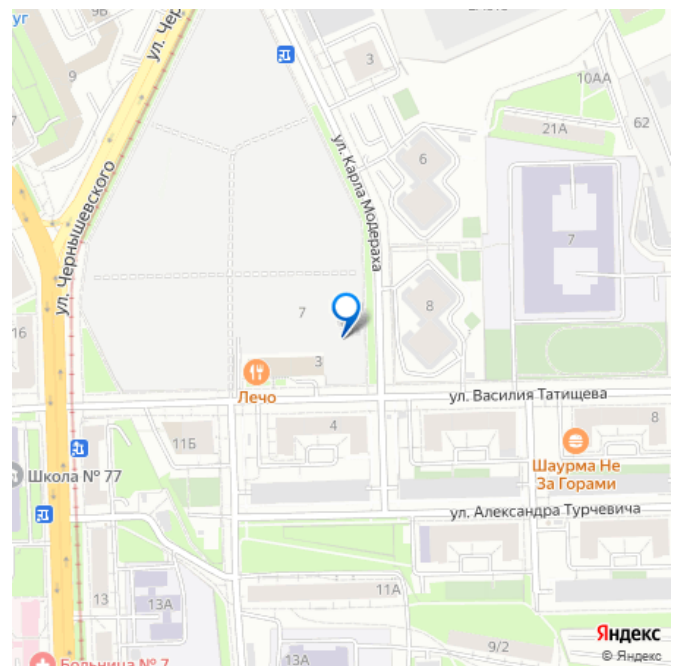 уг
9Б
ул. Чер
3
10АА
9
21А
62
6
7
ул. Чернышевского
ул. Карла Модераха
7
7
8
16
3
Лечо
ул. Василия Татищева
4
8
11Б
Шаурма Не
За Горами
Школа № 77
ул. Александра Турчевича
11А
13
13А
9/2
13А
Больница № 7
Яндекс
© Яндекс